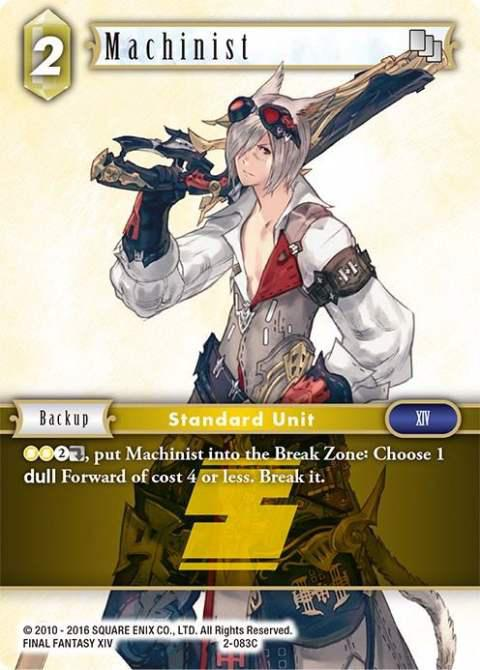 2
Machinist
Backup
Standard Unit
XIV
2, put Machinist into the Break Zone: Choose 1
dull Forward of cost 4 or less. Break it.
© 2010 - 2016 SQUARE ENIX CO., LTD. All Rights Reserved.
FINAL FANTASY XIV 2-083C